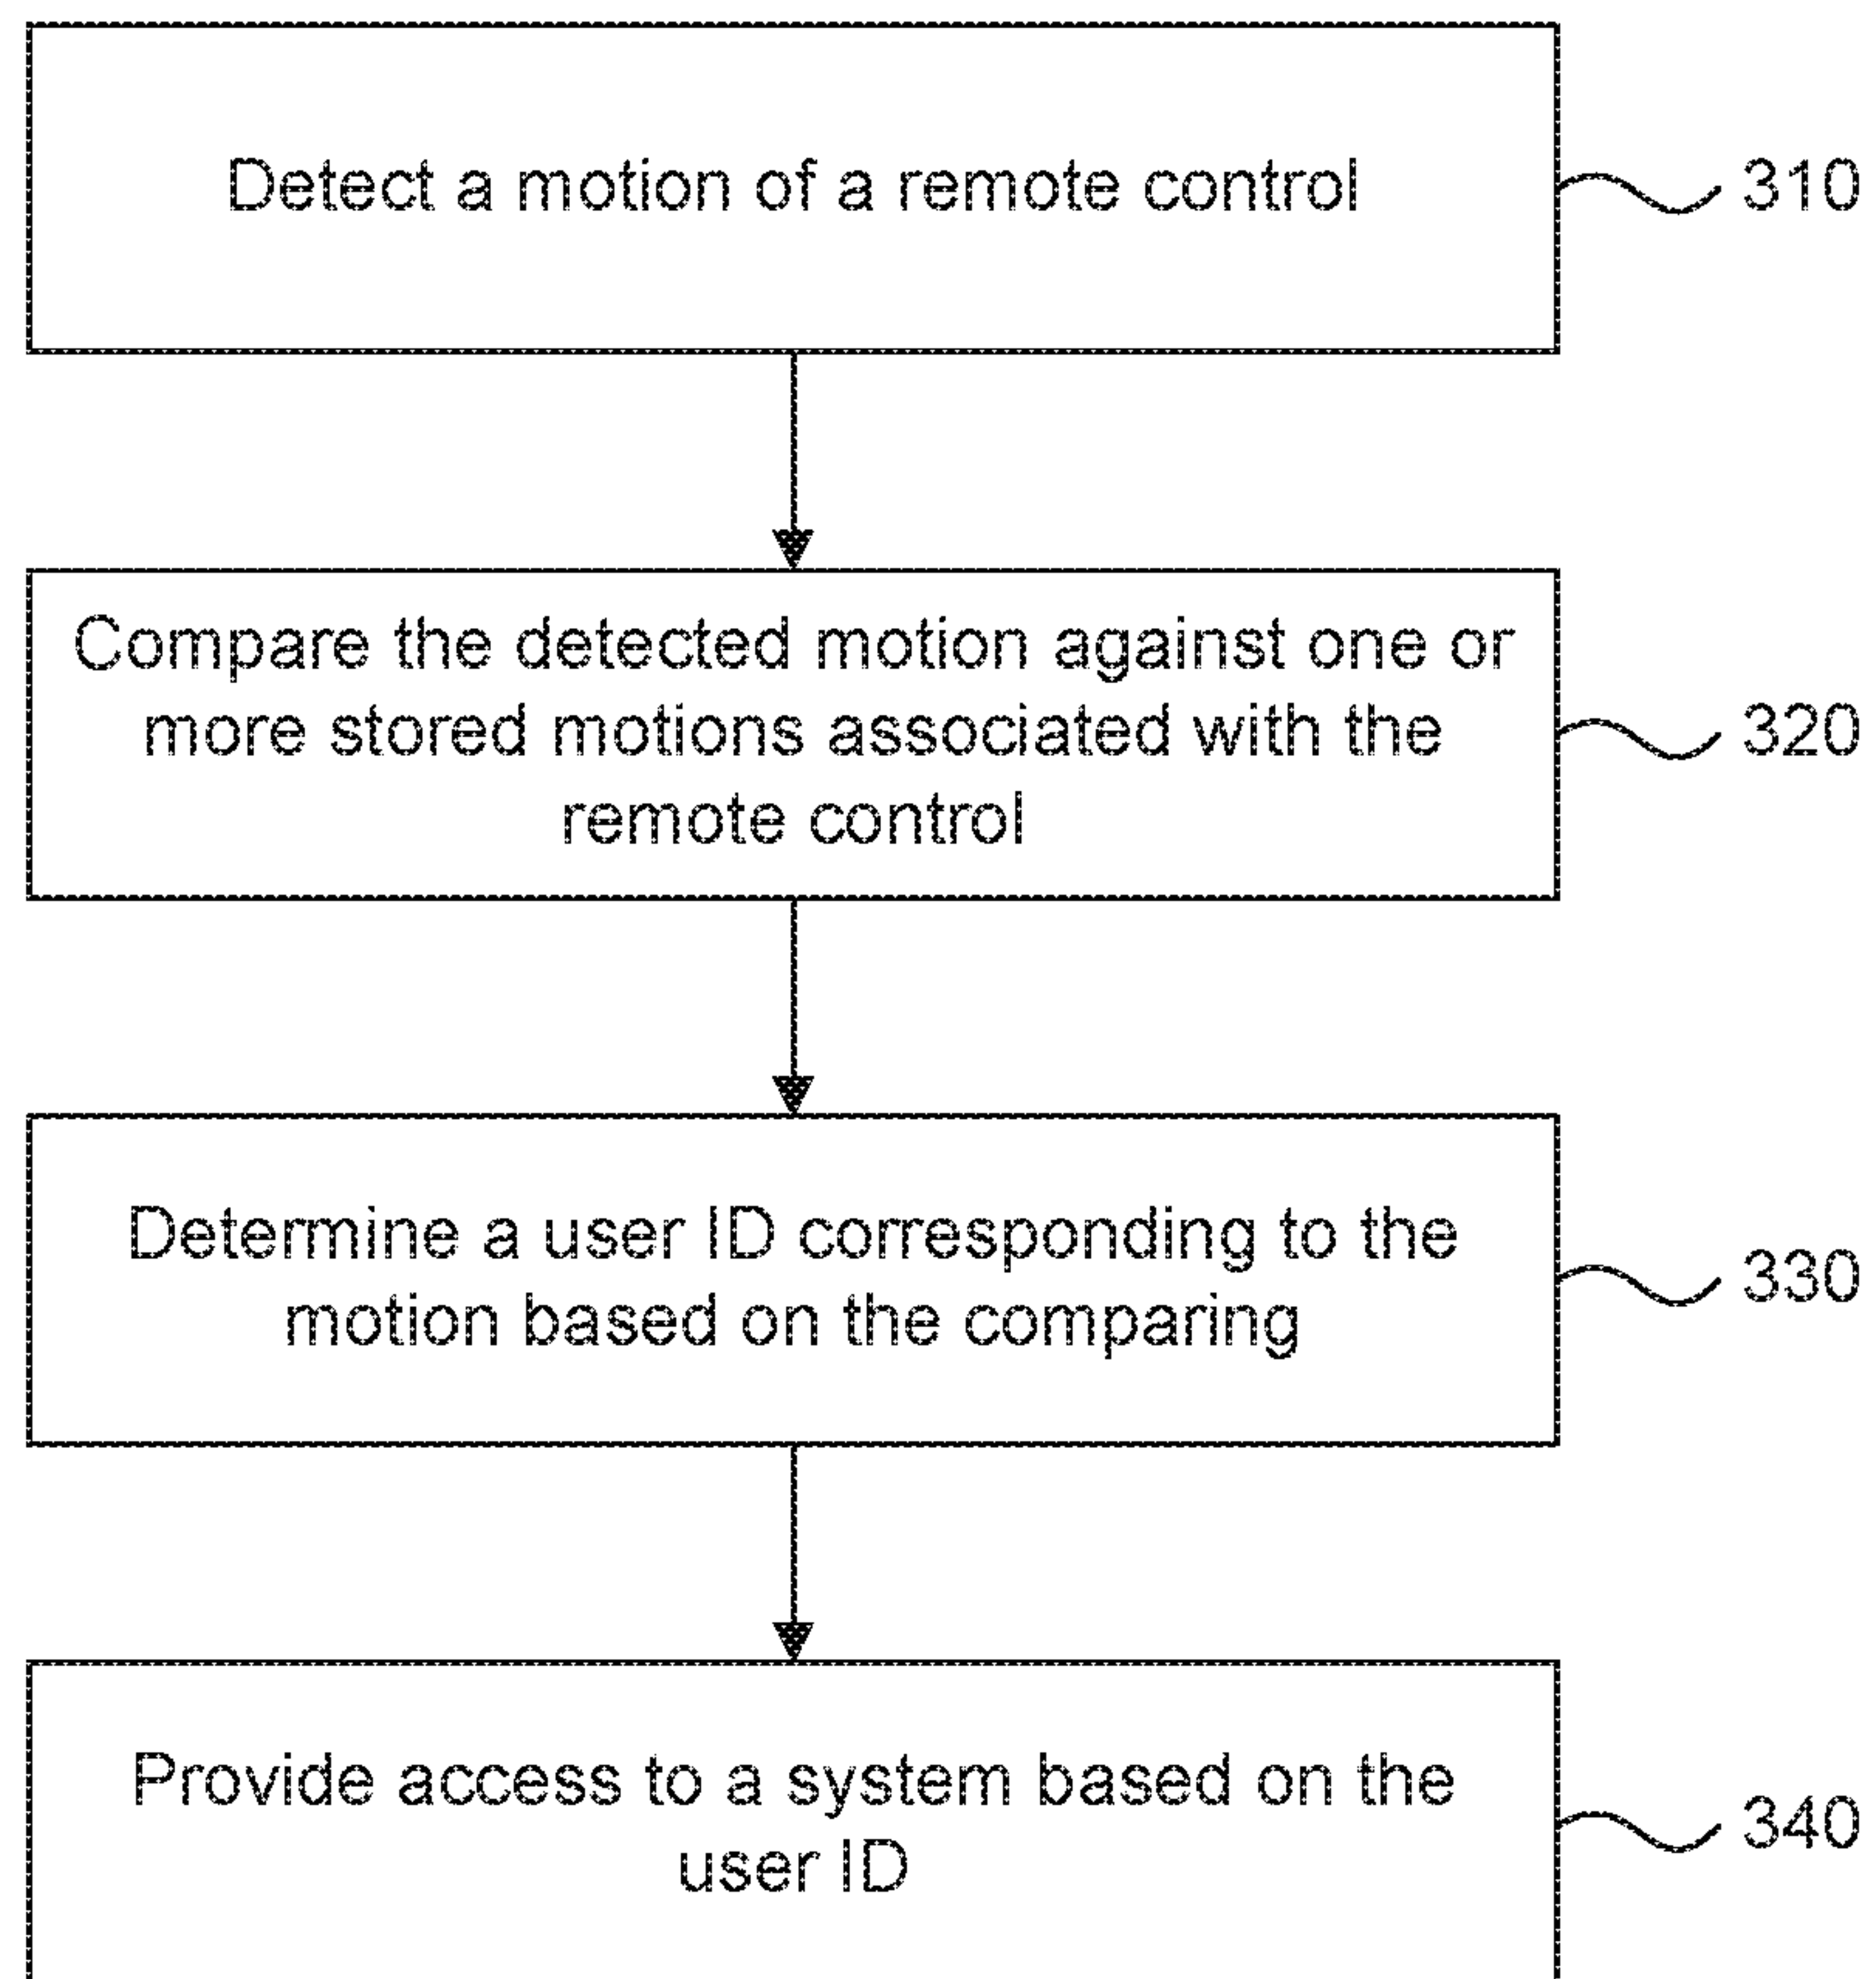 Detect a motion of a remote control
310
Compare the detected motion against one or
more stored motions associated with the
remote control
320
Determine a user ID corresponding to the
motion based on the comparing
330
Provide access to a system based on the
user ID
340